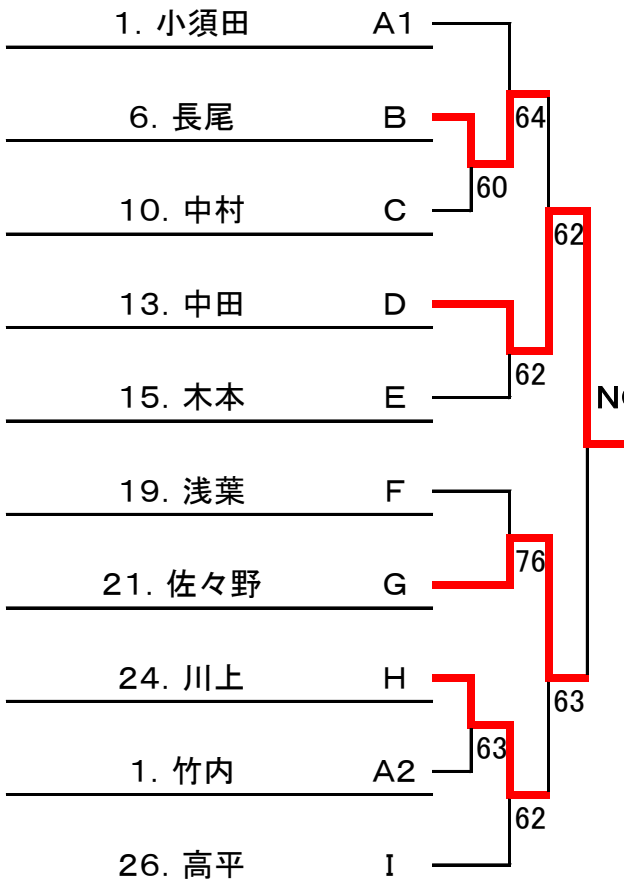 1. 小須田 A1
64
6. 長尾 B
60
10. 中村 C
62
13. 中田 D
62
15. 木本 E
19. 浅葉 F
76
21. 佐々野 G
24. 川上 H
63
63
1. 竹内 A2
62
26. 高平 I